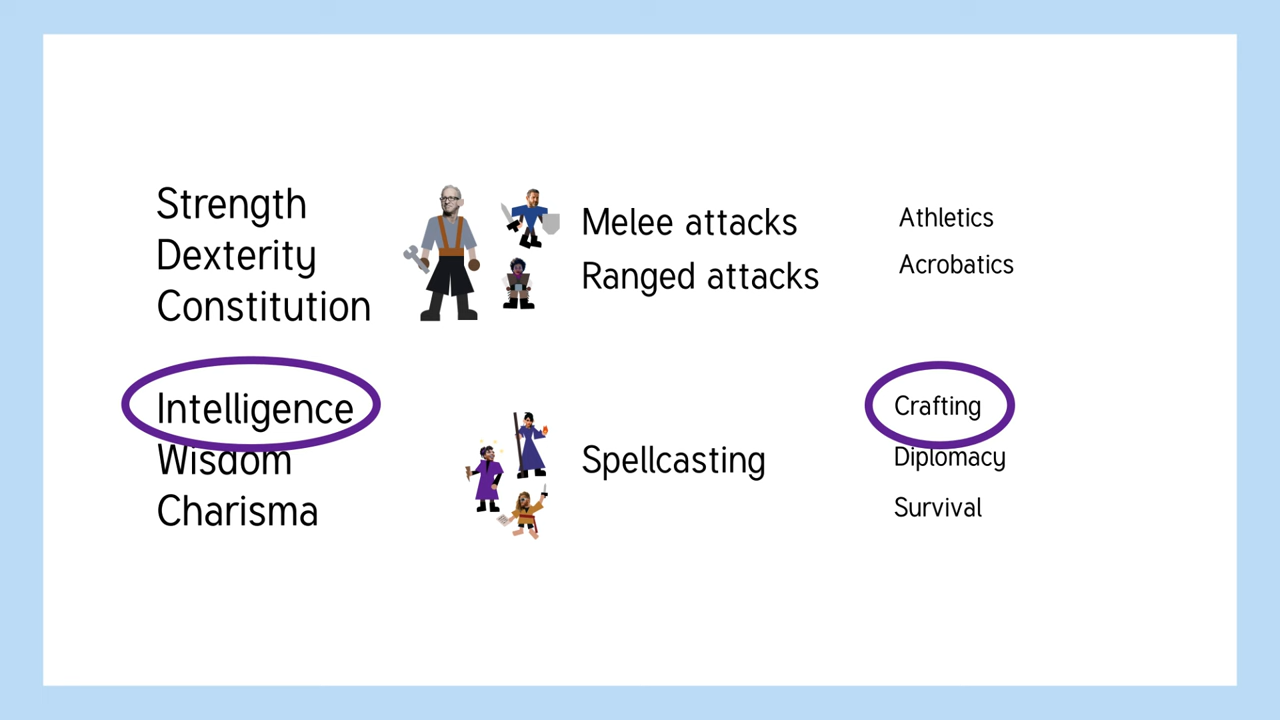 Strength
Dexterity
Constitution
Melee attacks
Ranged attacks
Athletics
Acrobatics
Intelligence
Wisdom
Charisma
Spellcasting
Crafting
Diplomacy
Survival